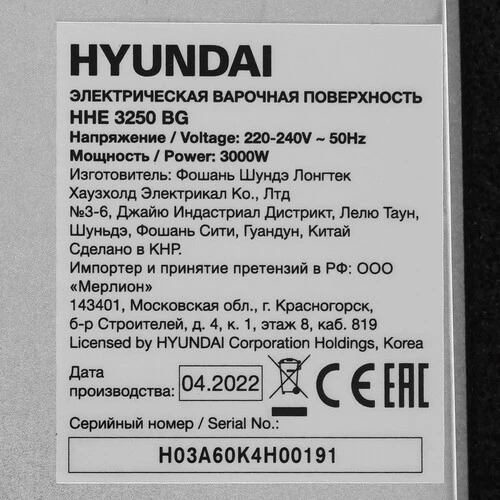 HYUNDAI
ЭЛЕКТРИЧЕСКАЯ ВАРОЧНАЯ ПОВЕРХНОСТЬ
HHE 3250 BG
Напряжение / Voltage: 220-240V ~ 50Hz
Мощность / Power: 3000W
Изготовитель: Фошань Шундэ Лонгтек
Хаузхолд Электрикал Ко., Лтд
№3-6, Джайю Индастриал Дистрикт, Лелю Таун,
Шуньдэ, Фошань Сити, Гуандун, Китай
Сделано в КНР.
Импортер и принятие претензий в РФ: ООО
«Мерлион»
143401, Московская обл., г. Красногорск,
б-р Строителей, д. 4, к. 1, этаж 8, каб. 819
Licensed by HYUNDAI Corporation Holdings, Korea
Дата
производства: 04.2022 CE EAC
Серийный номер / Serial No.:
H03A60K4H00191